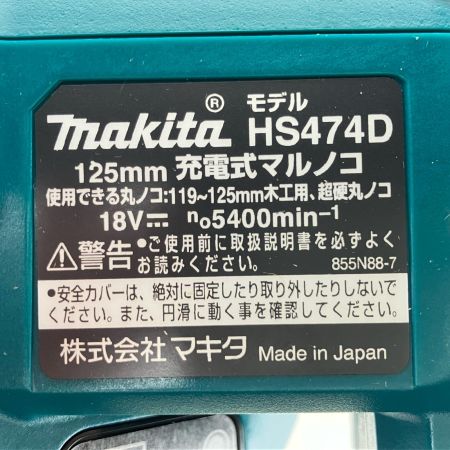 makita® モデル HS474D
125mm 充電式マルノコ
使用できる丸ノコ:119~125mm木工用、超硬丸ノコ
18V⎓ n₀5400min⁻¹
⚠警告 •ご使用前に取扱説明書を必ずよく
お読みください。 855N88-7
•安全カバーは、絶対に固定したり取り外したりしないで
ください。また、円滑に動く事を確認してください。
株式会社マキタ Made in Japan